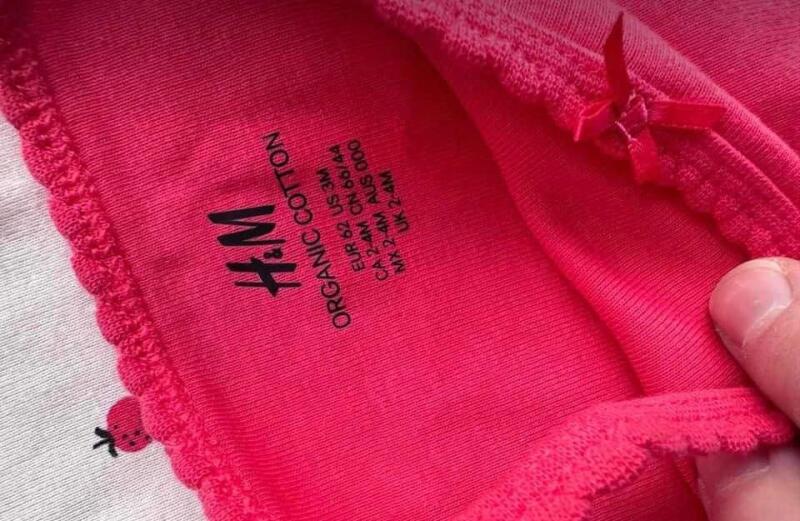 H&M
ORGANIC COTTON
EUR 62 US 3M
CA 2-4M CN 66/44
MX 2-4M AUS 000
UK 2-4M